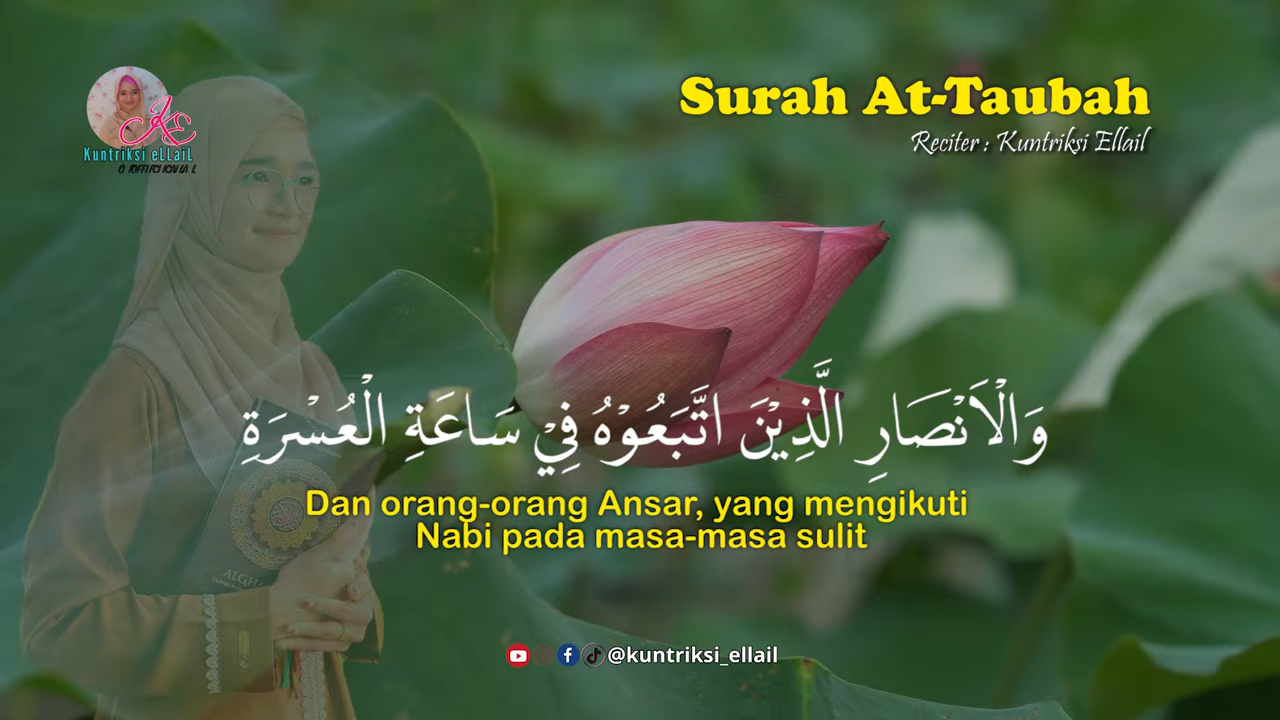 Surah At-Taubah
Reciter : Kuntriksi Ellail
Kuntriksi eLLaiL
وَالْاَنْصَارِ الَّذِيْنَ اتَّبَعُوْهُ فِيْ سَاعَةِ الْعُسْرَةِ
Dan orang-orang Ansar, yang mengikuti
Nabi pada masa-masa sulit
@kuntriksi_ellail